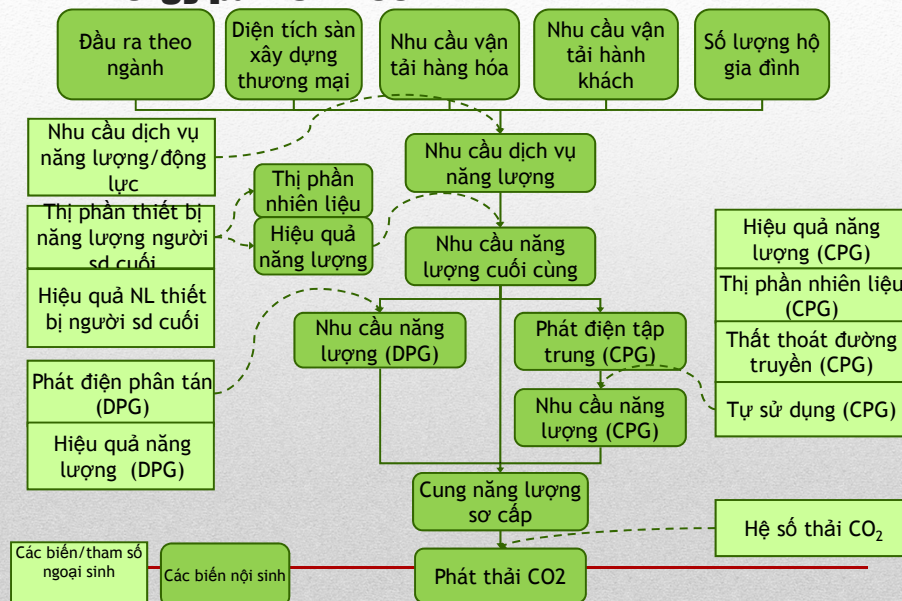 Đầu ra theo
ngành
Diện tích sàn
xây dựng
thương mại
Nhu cầu vận
tải hàng hóa
Nhu cầu vận
tải hành
khách
Số lượng hộ
gia đình
Nhu cầu dịch vụ
năng lượng/động
lực
Nhu cầu dịch vụ
năng lượng
Thị phần
nhiên liệu
Thị phần thiết bị
năng lượng người
sd cuối
Hiệu quả
năng lượng
Nhu cầu năng
lượng cuối cùng
Hiệu quả năng
lượng (CPG)
Hiệu quả NL thiết
bị người sd cuối
Thị phần nhiên liệu
(CPG)
Nhu cầu năng
lượng (DPG)
Phát điện tập
trung (CPG)
Thất thoát đường
truyền (CPG)
Phát điện phân tán
(DPG)
Nhu cầu năng
lượng (CPG)
Tự sử dụng (CPG)
Hiệu quả năng
lượng (DPG)
Cung năng lượng
sơ cấp
Hệ số thải CO₂
Các biến/tham số
ngoại sinh
Các biến nội sinh
Phát thải CO2